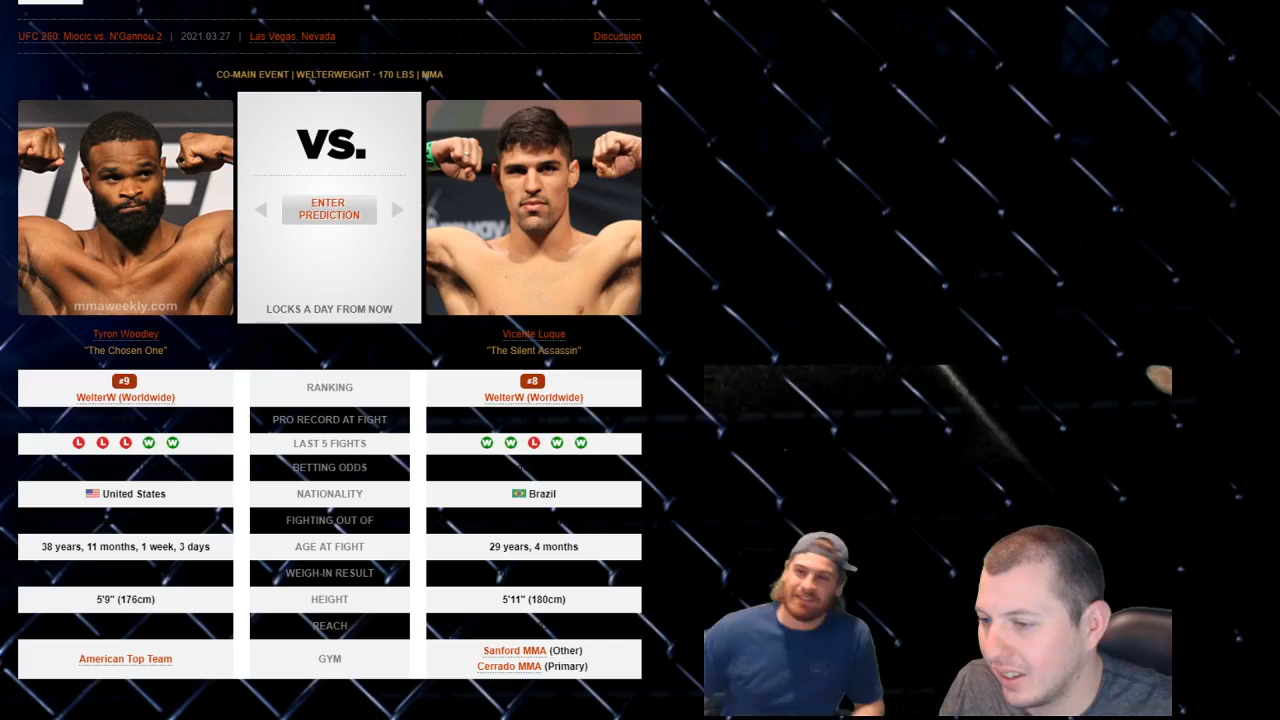 UFC 260: Miocic vs. N'Gannou 2 | 2021.03.27 | Las Vegas, Nevada Discussion
CO-MAIN EVENT | WELTERWEIGHT · 170 LBS | MMA
VS.
ENTER
PREDICTION
LOCKS A DAY FROM NOW
mmaweekly.com
Tyron Woodley Vicente Luque
"The Chosen One" "The Silent Assassin"
#9 #8
WelterW (Worldwide) RANKING WelterW (Worldwide)
PRO RECORD AT FIGHT
L L L W W LAST 5 FIGHTS W W L W W
BETTING ODDS
United States NATIONALITY Brazil
FIGHTING OUT OF
38 years, 11 months, 1 week, 3 days AGE AT FIGHT 29 years, 4 months
WEIGH-IN RESULT
5'9" (176cm) HEIGHT 5'11" (180cm)
REACH
American Top Team GYM Sanford MMA (Other)
Cerrado MMA (Primary)